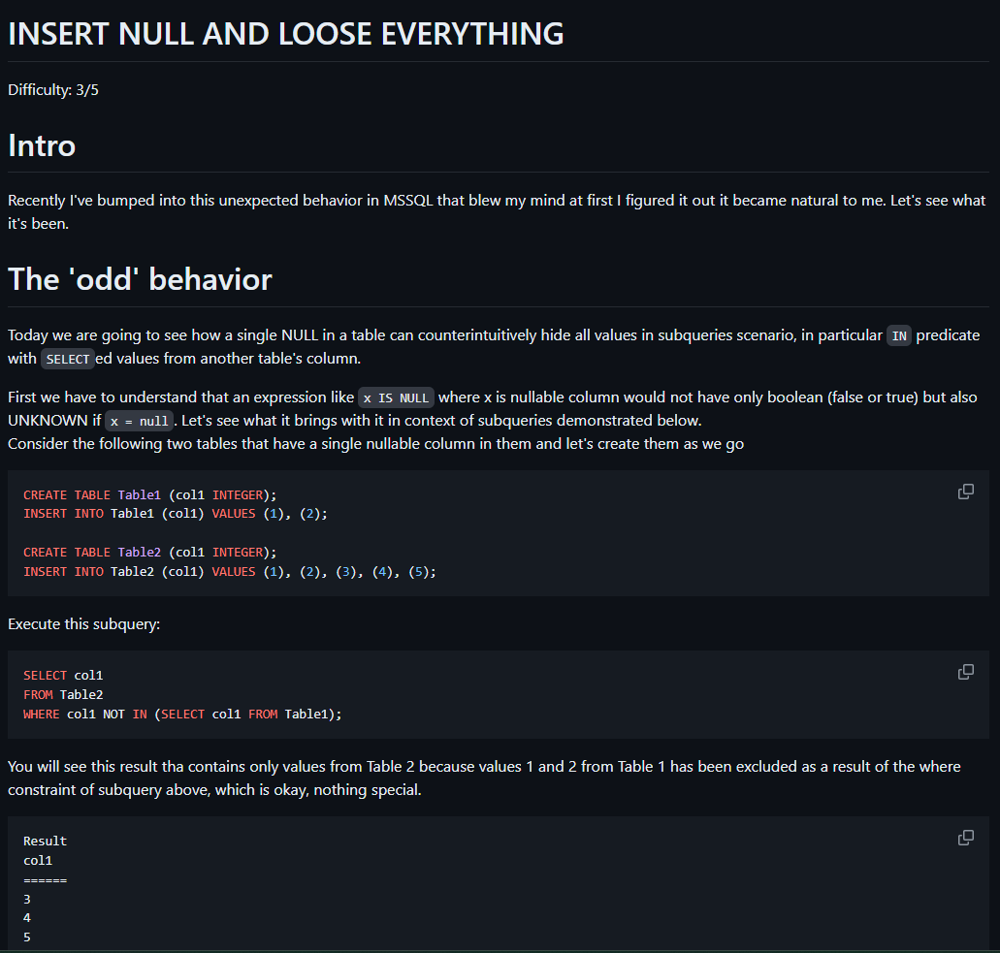 INSERT NULL AND LOOSE EVERYTHING
Difficulty: 3/5
Intro
Recently I've bumped into this unexpected behavior in MSSQL that blew my mind at first I figured it out it became natural to me. Let's see what
it's been.
The 'odd' behavior
Today we are going to see how a single NULL in a table can counterintuitively hide all values in subqueries scenario, in particular IN predicate
with SELECTed values from another table's column.
First we have to understand that an expression like x IS NULL where x is nullable column would not have only boolean (false or true) but also
UNKNOWN if x = null. Let's see what it brings with it in context of subqueries demonstrated below.
Consider the following two tables that have a single nullable column in them and let's create them as we go
CREATE TABLE Table1 (col1 INTEGER);
INSERT INTO Table1 (col1) VALUES (1), (2);
CREATE TABLE Table2 (col1 INTEGER);
INSERT INTO Table2 (col1) VALUES (1), (2), (3), (4), (5);
Execute this subquery:
SELECT col1
FROM Table2
WHERE col1 NOT IN (SELECT col1 FROM Table1);
You will see this result tha contains only values from Table 2 because values 1 and 2 from Table 1 has been excluded as a result of the where
constraint of subquery above, which is okay, nothing special.
Result
col1
======
3
4
5